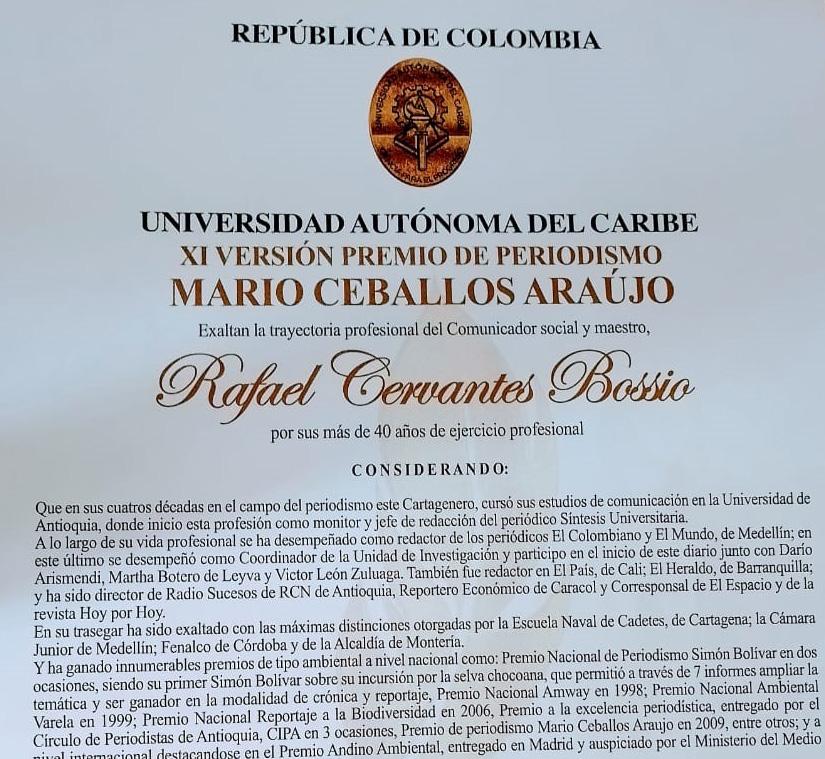 REPÚBLICA DE COLOMBIA
UNIVERSIDAD AUTÓNOMA DEL CARIBE
XI VERSIÓN PREMIO DE PERIODISMO
MARIO CEBALLOS ARAÚJO
Exaltan la trayectoria profesional del Comunicador social y maestro,
Rafael Cervantes Bossio
por sus más de 40 años de ejercicio profesional
CONSIDERANDO:
Que en sus cuatros décadas en el campo del periodismo este Cartagenero, cursó sus estudios de comunicación en la Universidad de
Antioquia, donde inicio esta profesión como monitor y jefe de redacción del periódico Síntesis Universitaria.
A lo largo de su vida profesional se ha desempeñado como redactor de los periódicos El Colombiano y El Mundo, de Medellín; en
este último se desempeñó como Coordinador de la Unidad de Investigación y participo en el inicio de este diario junto con Darío
Arismendi, Martha Botero de Leyva y Victor León Zuluaga. También fue redactor en El País, de Cali; El Heraldo, de Barranquilla;
y ha sido director de Radio Sucesos de RCN de Antioquia, Reportero Económico de Caracol y Corresponsal de El Espacio y de la
revista Hoy por Hoy.
En su trasegar ha sido exaltado con las máximas distinciones otorgadas por la Escuela Naval de Cadetes, de Cartagena; la Cámara
Junior de Medellín; Fenalco de Córdoba y de la Alcaldía de Montería.
Y ha ganado innumerables premios de tipo ambiental a nivel nacional como: Premio Nacional de Periodismo Simón Bolívar en dos
ocasiones, siendo su primer Simón Bolívar sobre su incursión por la selva chocoana, que permitió a través de 7 informes ampliar la
temática y ser ganador en la modalidad de crónica y reportaje, Premio Nacional Amway en 1998; Premio Nacional Ambiental
Varela en 1999; Premio Nacional Reportaje a la Biodiversidad en 2006, Premio a la excelencia periodística, entregado por el
Círculo de Periodistas de Antioquia, CIPA en 3 ocasiones, Premio de periodismo Mario Ceballos Araujo en 2009, entre otros; y a
nivel internacional destacandose en el Premio Andino Ambiental, entregado en Madrid y auspiciado por el Ministerio del Medio